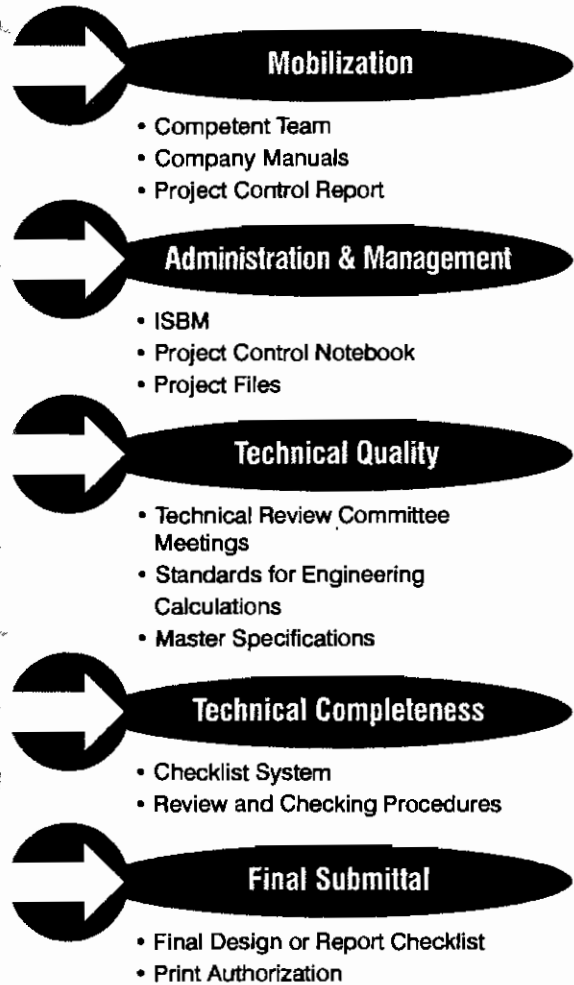 Mobilization
• Competent Team
• Company Manuals
• Project Control Report
Administration & Management
• ISBM
• Project Control Notebook
• Project Files
Technical Quality
• Technical Review Committee
Meetings
• Standards for Engineering
Calculations
• Master Specifications
Technical Completeness
• Checklist System
• Review and Checking Procedures
Final Submittal
• Final Design or Report Checklist
• Print Authorization